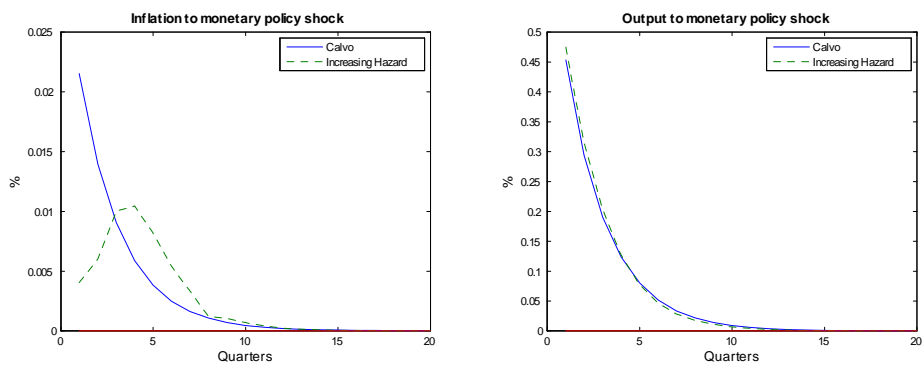 Inflation to monetary policy shock
0.025
0.02
0.015
0.01
0.005
0
%
0 5 10 15 20
Quarters
Calvo
Increasing Hazard
Output to monetary policy shock
0.5
0.45
0.4
0.35
0.3
0.25
0.2
0.15
0.1
0.05
0
%
0 5 10 15 20
Quarters
Calvo
Increasing Hazard